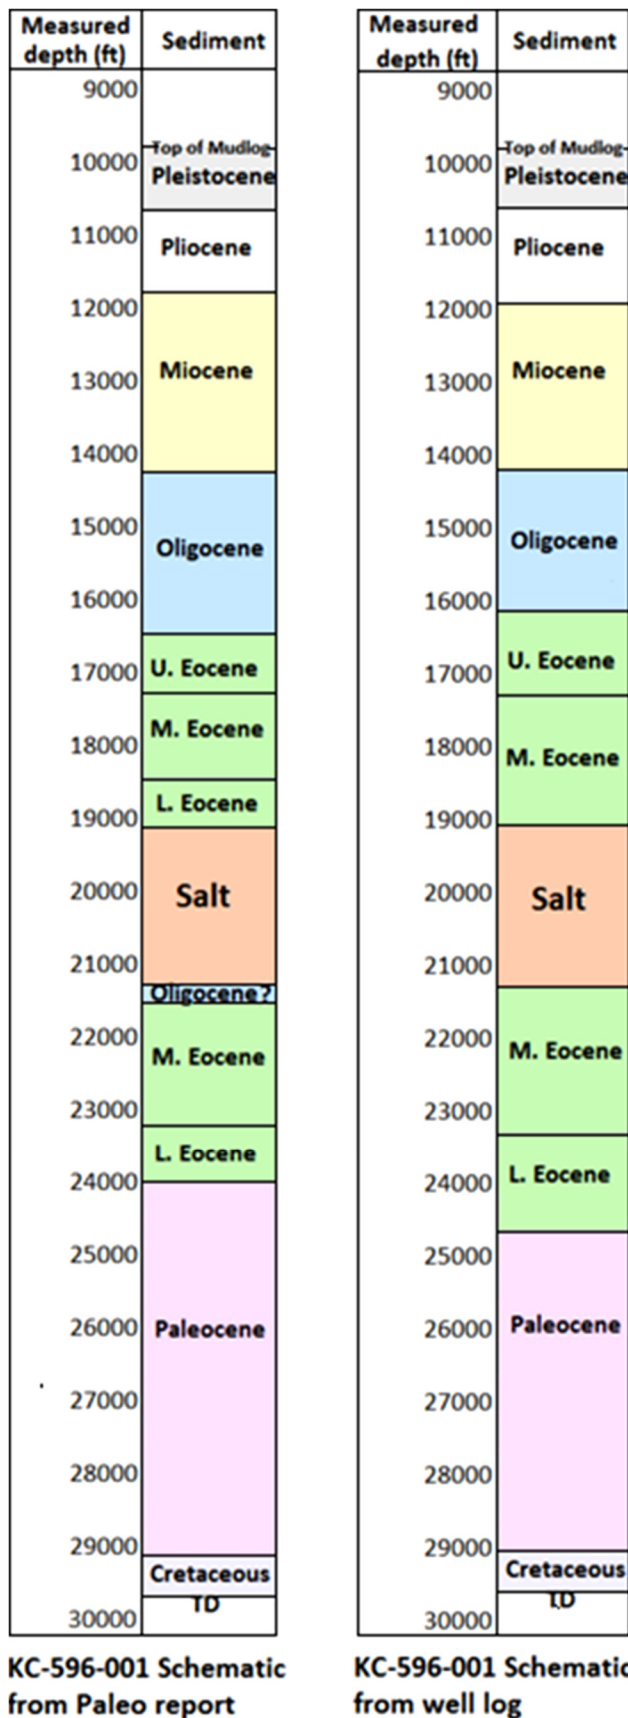 Measured depth (ft) Sediment
9000
Top of Mudlog
10000
Pleistocene
11000
Pliocene
12000
Miocene
13000
14000
15000
Oligocene
16000
U. Eocene
17000
M. Eocene
18000
L. Eocene
19000
Salt
20000
21000
Oligocene?
22000
M. Eocene
23000
L. Eocene
24000
25000
Paleocene
26000
27000
28000
29000
Cretaceous
TD
30000
KC-596-001 Schematic
from Paleo report
Measured depth (ft) Sediment
9000
Top of Mudlog
10000
Pleistocene
11000
Pliocene
12000
Miocene
13000
14000
15000
Oligocene
16000
U. Eocene
17000
18000
M. Eocene
19000
20000
Salt
21000
22000
M. Eocene
23000
L. Eocene
24000
25000
Paleocene
26000
27000
28000
29000
Cretaceous
TD
30000
KC-596-001 Schematic
from well log